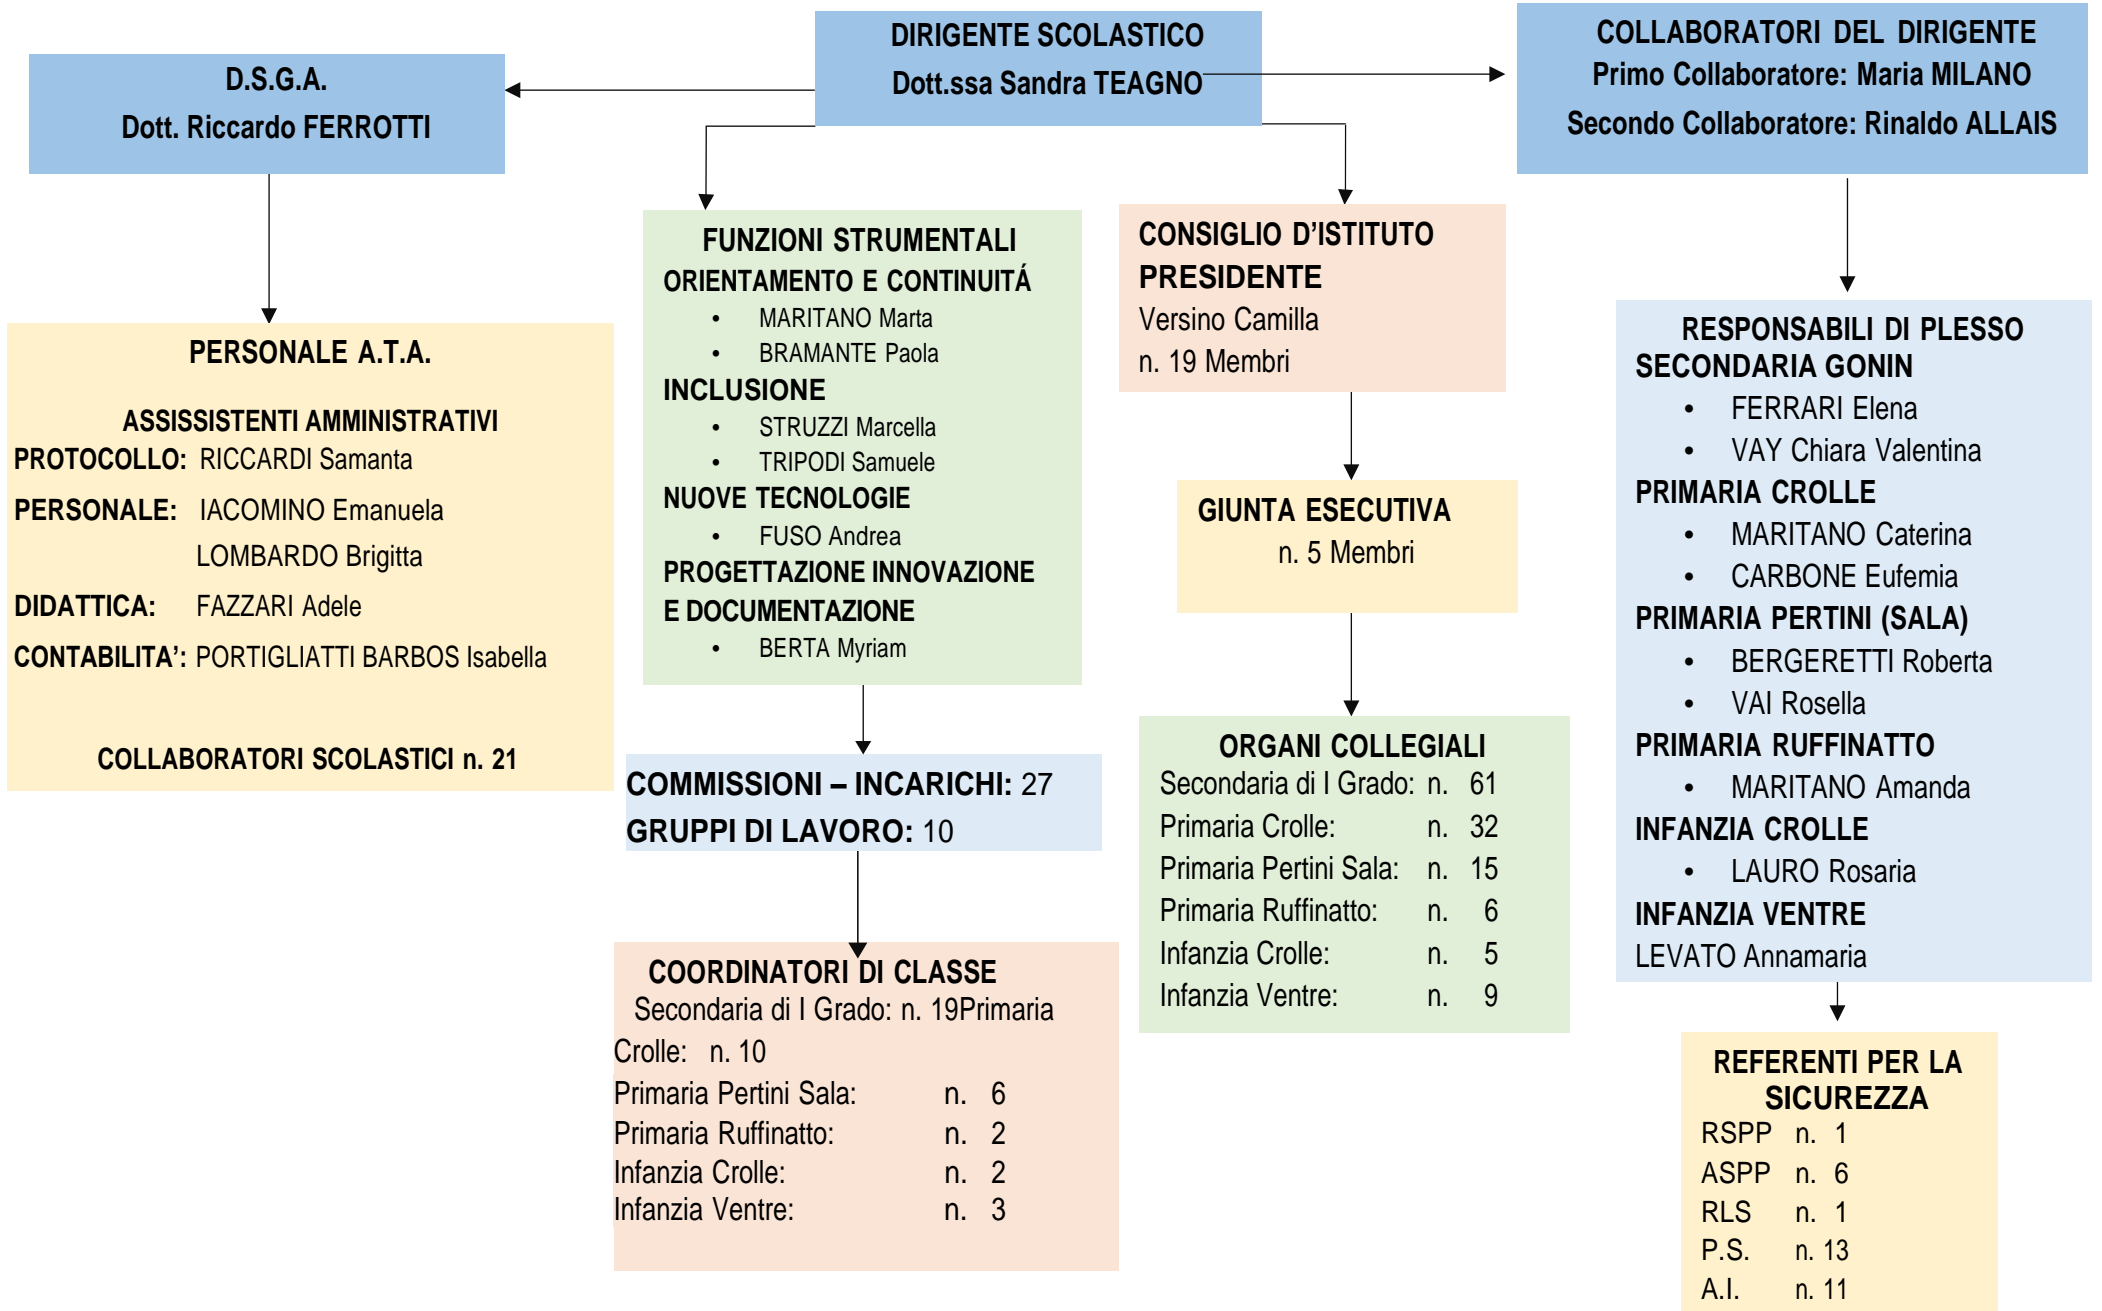 DIRIGENTE SCOLASTICO
Dott.ssa Sandra TEAGNO
D.S.G.A.
Dott. Riccardo FERROTTI
COLLABORATORI DEL DIRIGENTE
Primo Collaboratore: Maria MILANO
Secondo Collaboratore: Rinaldo ALLAIS
PERSONALE A.T.A.
ASSISSISTENTI AMMINISTRATIVI
PROTOCOLLO: RICCARDI Samanta
PERSONALE: IACOMINO Emanuela
LOMBARDO Brigitta
DIDATTICA: FAZZARI Adele
CONTABILITA’: PORTIGLIATTI BARBOS Isabella
COLLABORATORI SCOLASTICI n. 21
FUNZIONI STRUMENTALI
ORIENTAMENTO E CONTINUITÁ
• MARITANO Marta
• BRAMANTE Paola
INCLUSIONE
• STRUZZI Marcella
• TRIPODI Samuele
NUOVE TECNOLOGIE
• FUSO Andrea
PROGETTAZIONE INNOVAZIONE
E DOCUMENTAZIONE
• BERTA Myriam
COMMISSIONI – INCARICHI: 27
GRUPPI DI LAVORO: 10
COORDINATORI DI CLASSE
Secondaria di I Grado: n. 19Primaria
Crolle: n. 10
Primaria Pertini Sala: n. 6
Primaria Ruffinatto: n. 2
Infanzia Crolle: n. 2
Infanzia Ventre: n. 3
CONSIGLIO D’ISTITUTO
PRESIDENTE
Versino Camilla
n. 19 Membri
GIUNTA ESECUTIVA
n. 5 Membri
ORGANI COLLEGIALI
Secondaria di I Grado: n. 61
Primaria Crolle: n. 32
Primaria Pertini Sala: n. 15
Primaria Ruffinatto: n. 6
Infanzia Crolle: n. 5
Infanzia Ventre: n. 9
RESPONSABILI DI PLESSO
SECONDARIA GONIN
• FERRARI Elena
• VAY Chiara Valentina
PRIMARIA CROLLE
• MARITANO Caterina
• CARBONE Eufemia
PRIMARIA PERTINI (SALA)
• BERGERETTI Roberta
• VAI Rosella
PRIMARIA RUFFINATTO
• MARITANO Amanda
INFANZIA CROLLE
• LAURO Rosaria
INFANZIA VENTRE
LEVATO Annamaria
REFERENTI PER LA
SICUREZZA
RSPP n. 1
ASPP n. 6
RLS n. 1
P.S. n. 13
A.I. n. 11